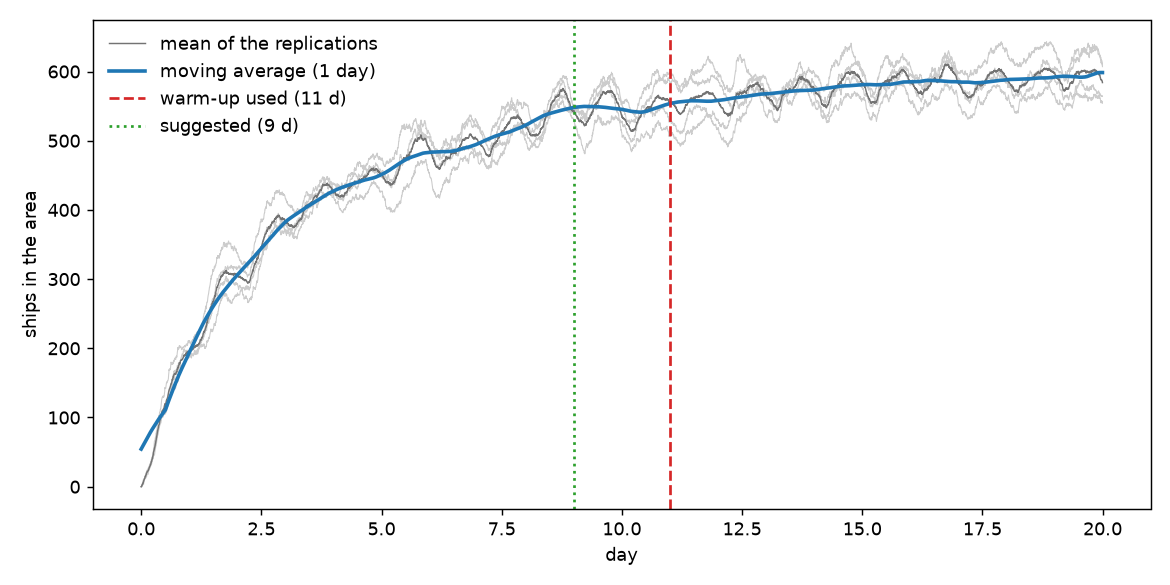 mean of the replications
moving average (1 day)
warm-up used (11 d)
suggested (9 d)
ships in the area
600
500
400
300
200
100
0
0.0 2.5 5.0 7.5 10.0 12.5 15.0 17.5 20.0
day